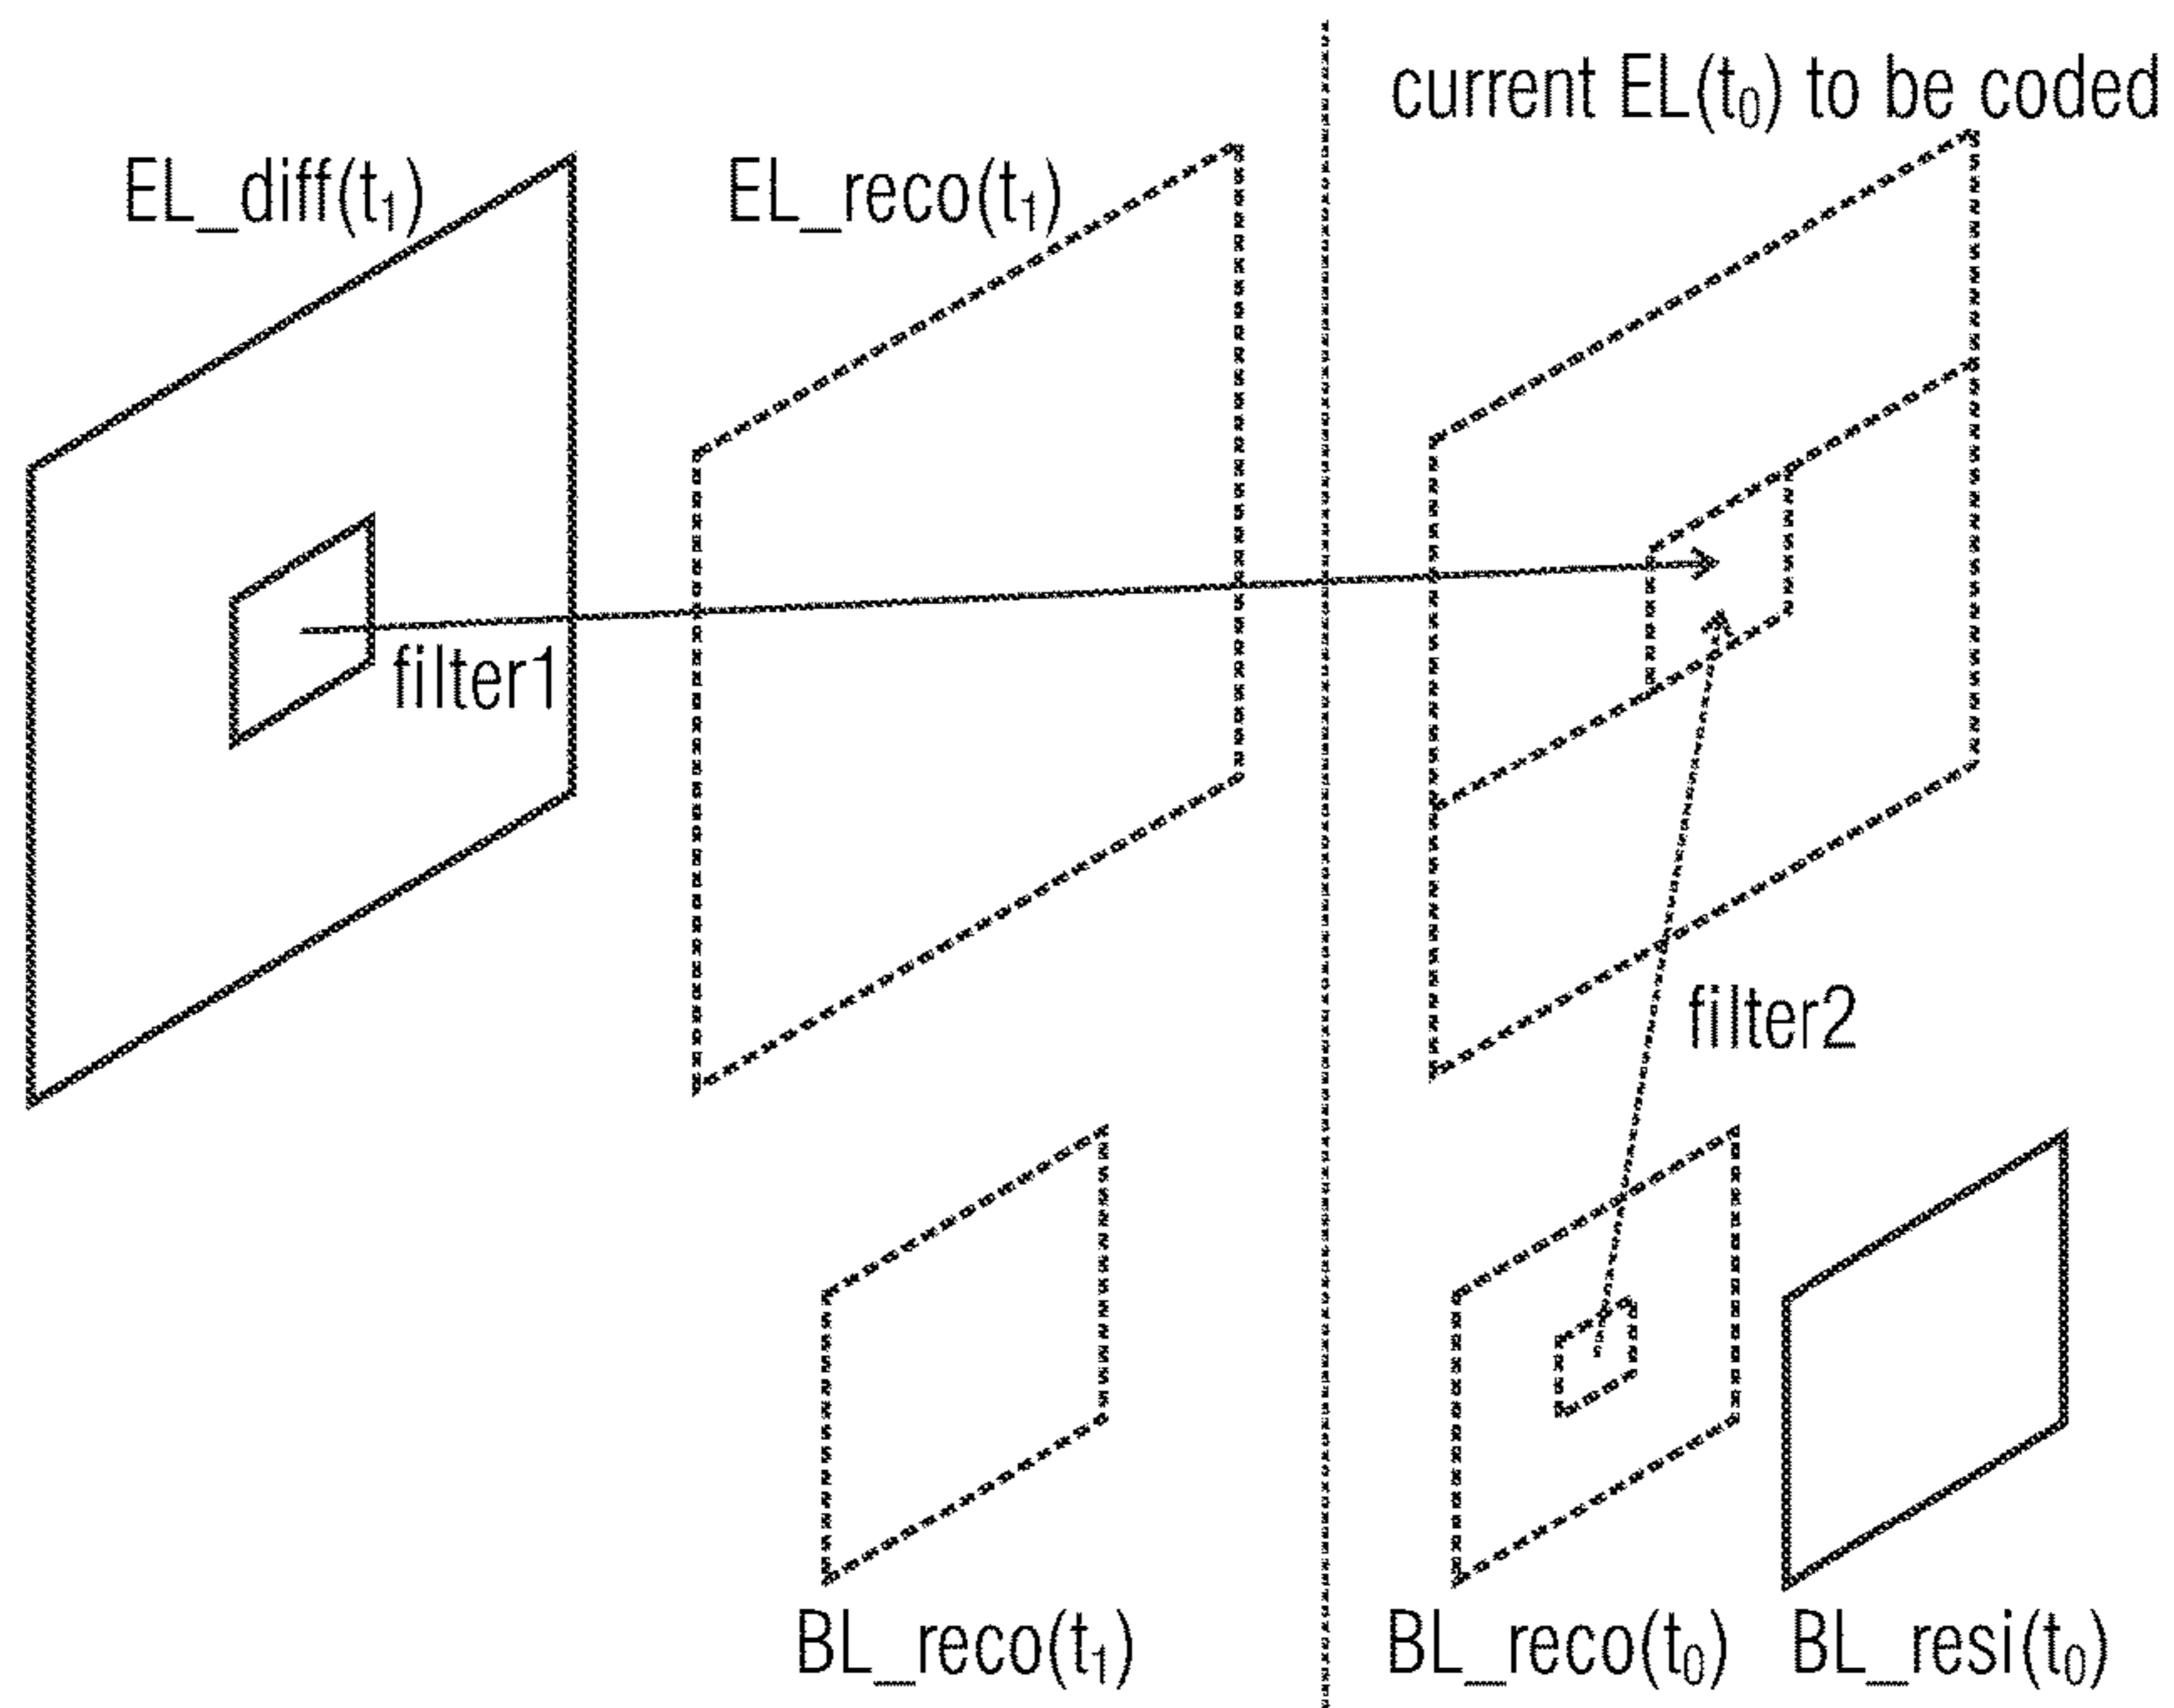 current EL(t₀) to be coded
EL_diff(t₁)
EL_reco(t₁)
filter1
filter2
BL_reco(t₁)
BL_reco(t₀)
BL_resi(t₀)